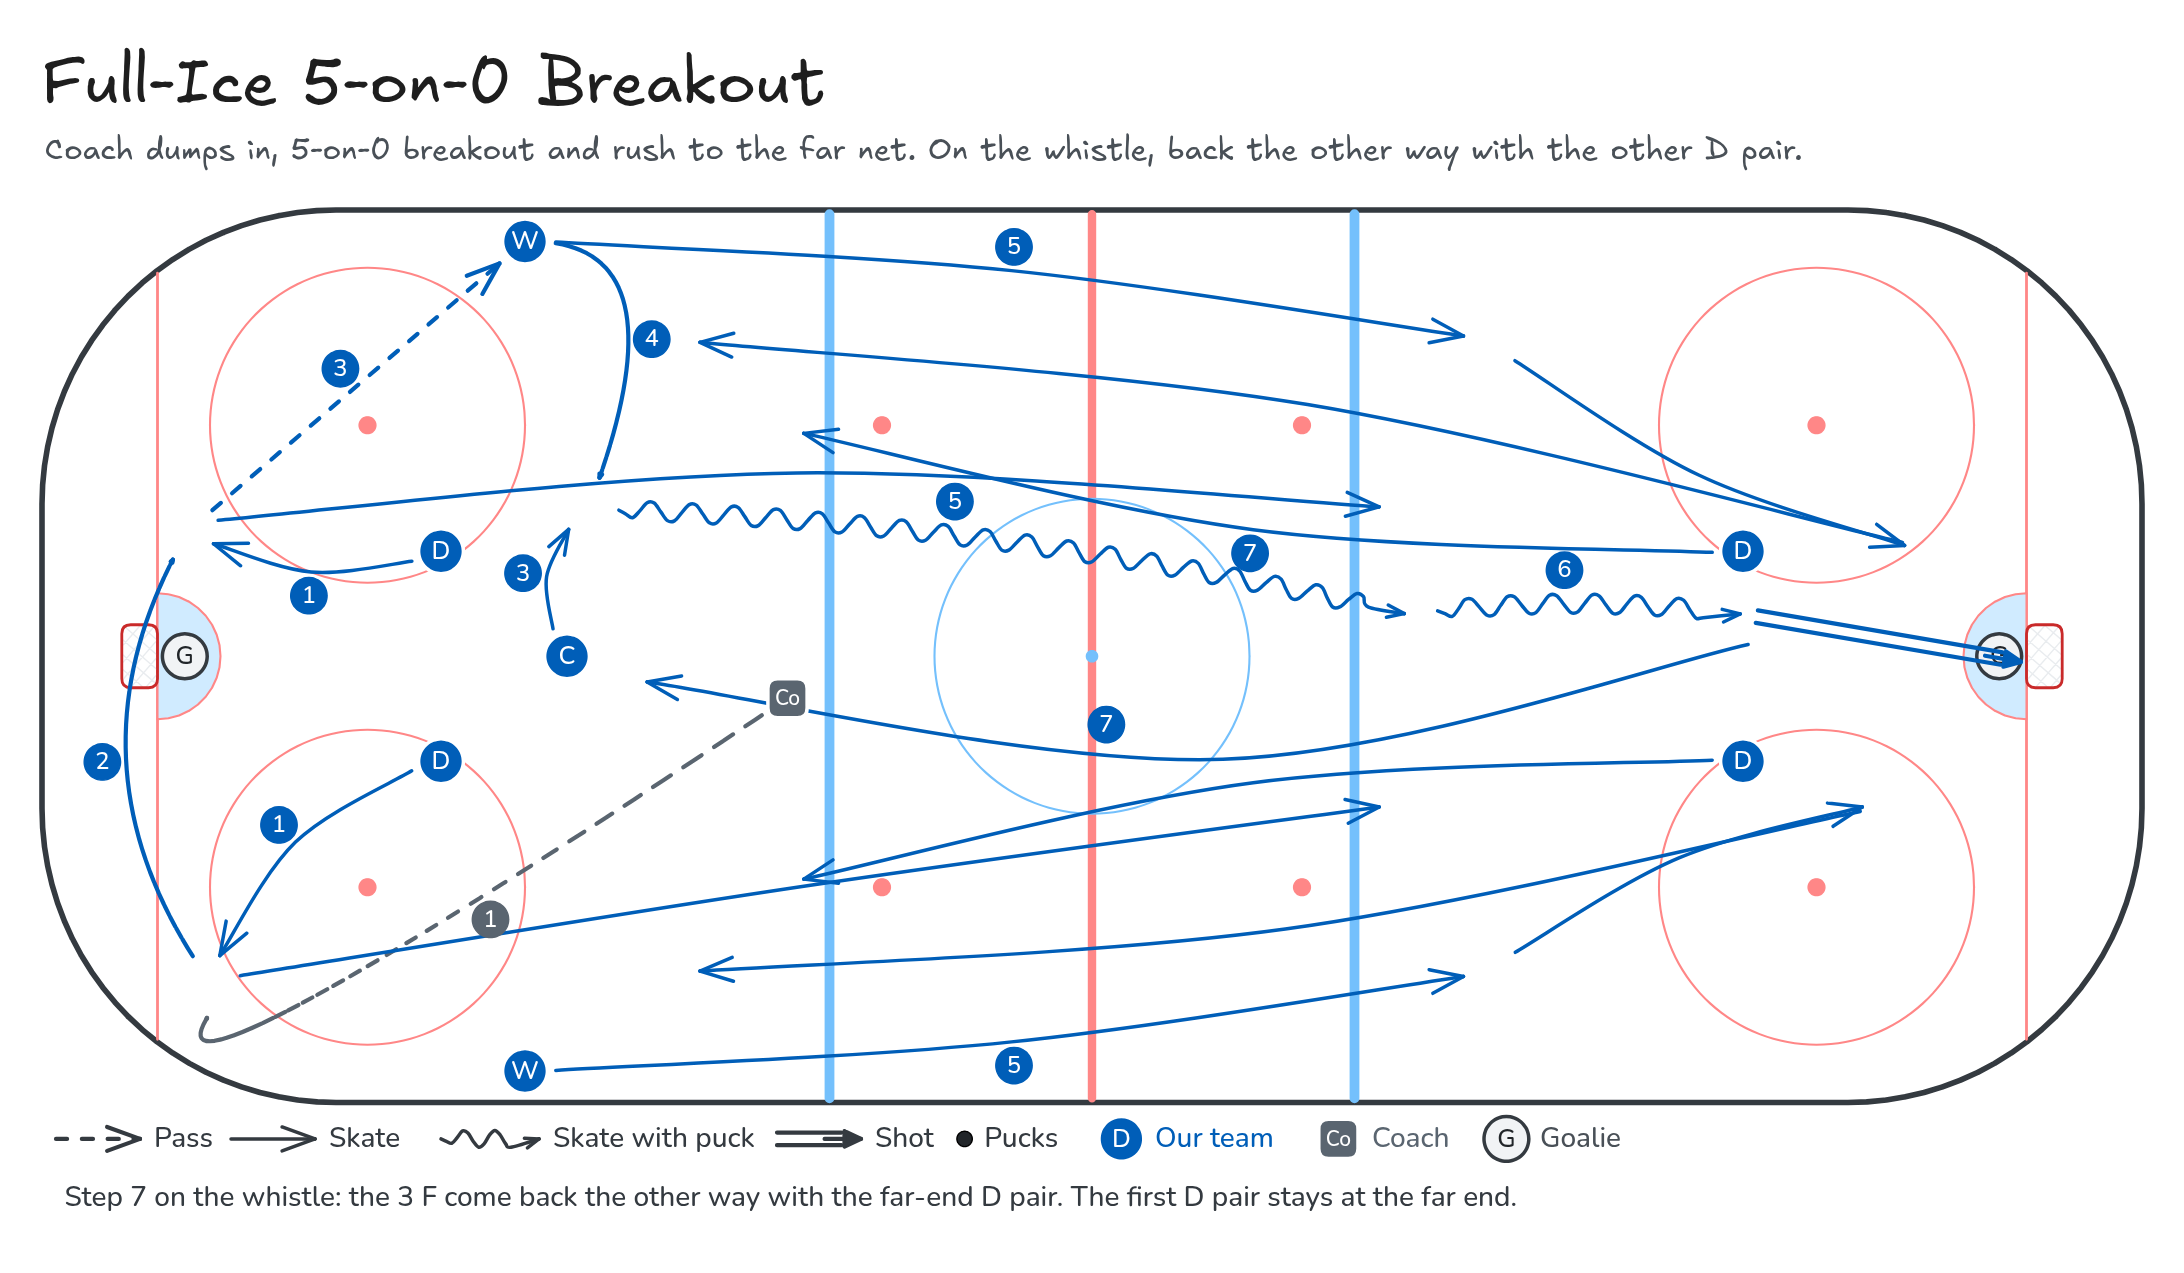 Full-Ice 5-on-0 Breakout
Coach dumps in, 5-on-0 breakout and rush to the far net. On the whistle, back the other way with the other D pair.
W
5
4
3
5
D
3
7
D
6
1
C
G
G
Co
7
2
D
D
1
1
W
5
Pass
Skate
Skate with puck
Shot
Pucks
D Our team
Co Coach
G Goalie
Step 7 on the whistle: the 3 F come back the other way with the far-end D pair. The first D pair stays at the far end.